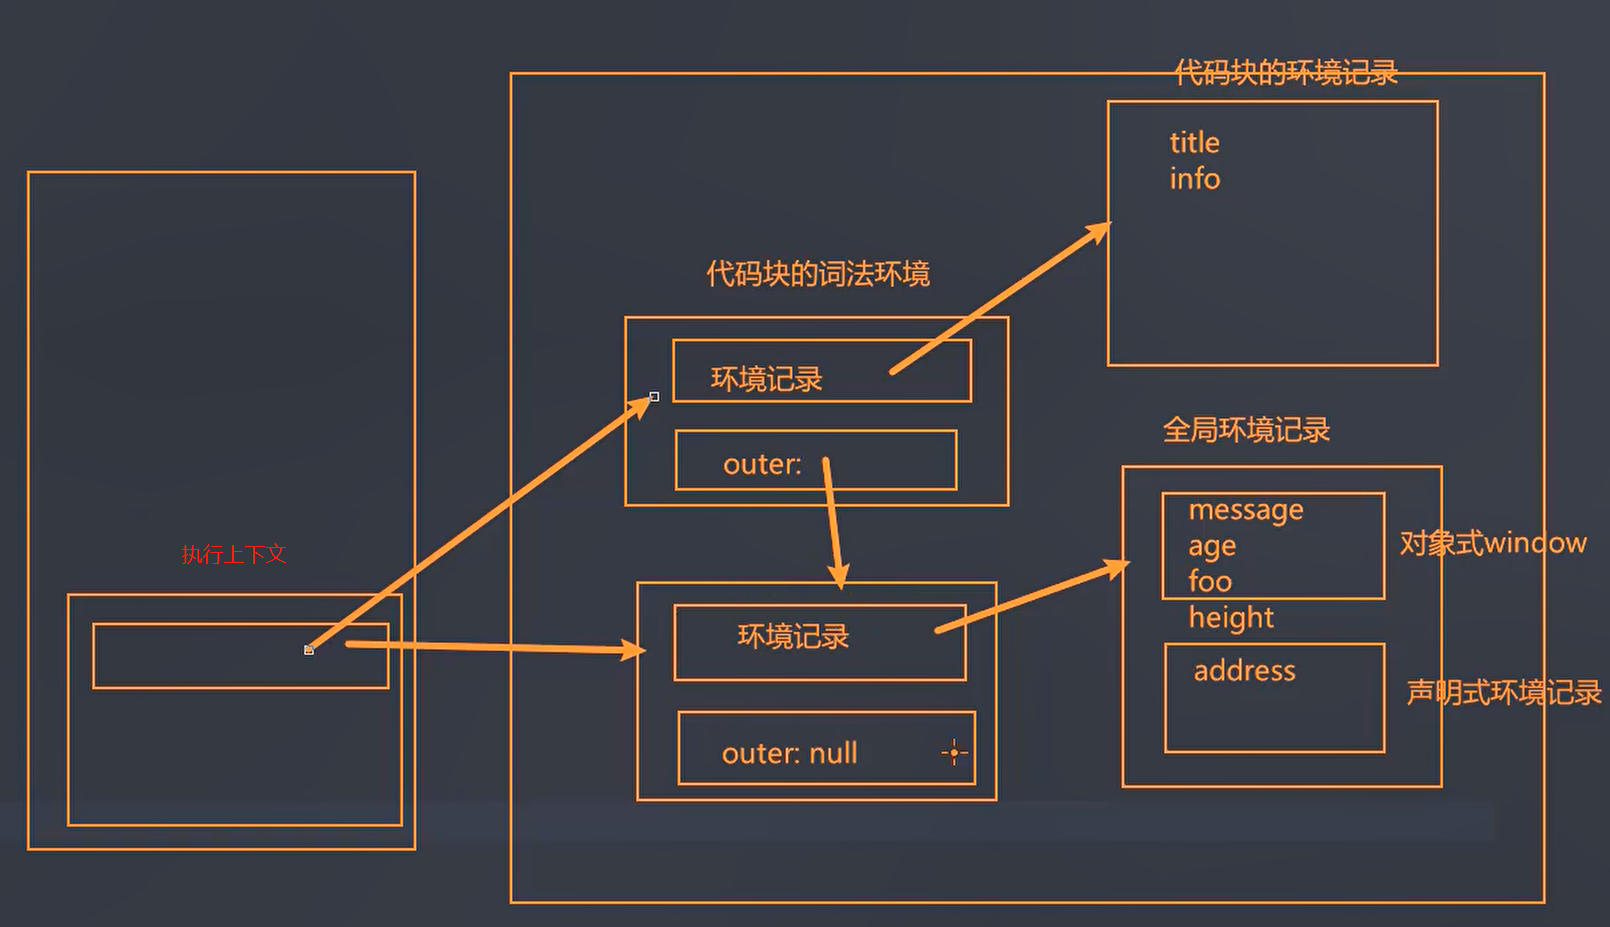 代码块的环境记录
title
info
代码块的词法环境
环境记录
outer:
全局环境记录
message
age
foo
height
对象式window
执行上下文
环境记录
address
声明式环境记录
outer: null